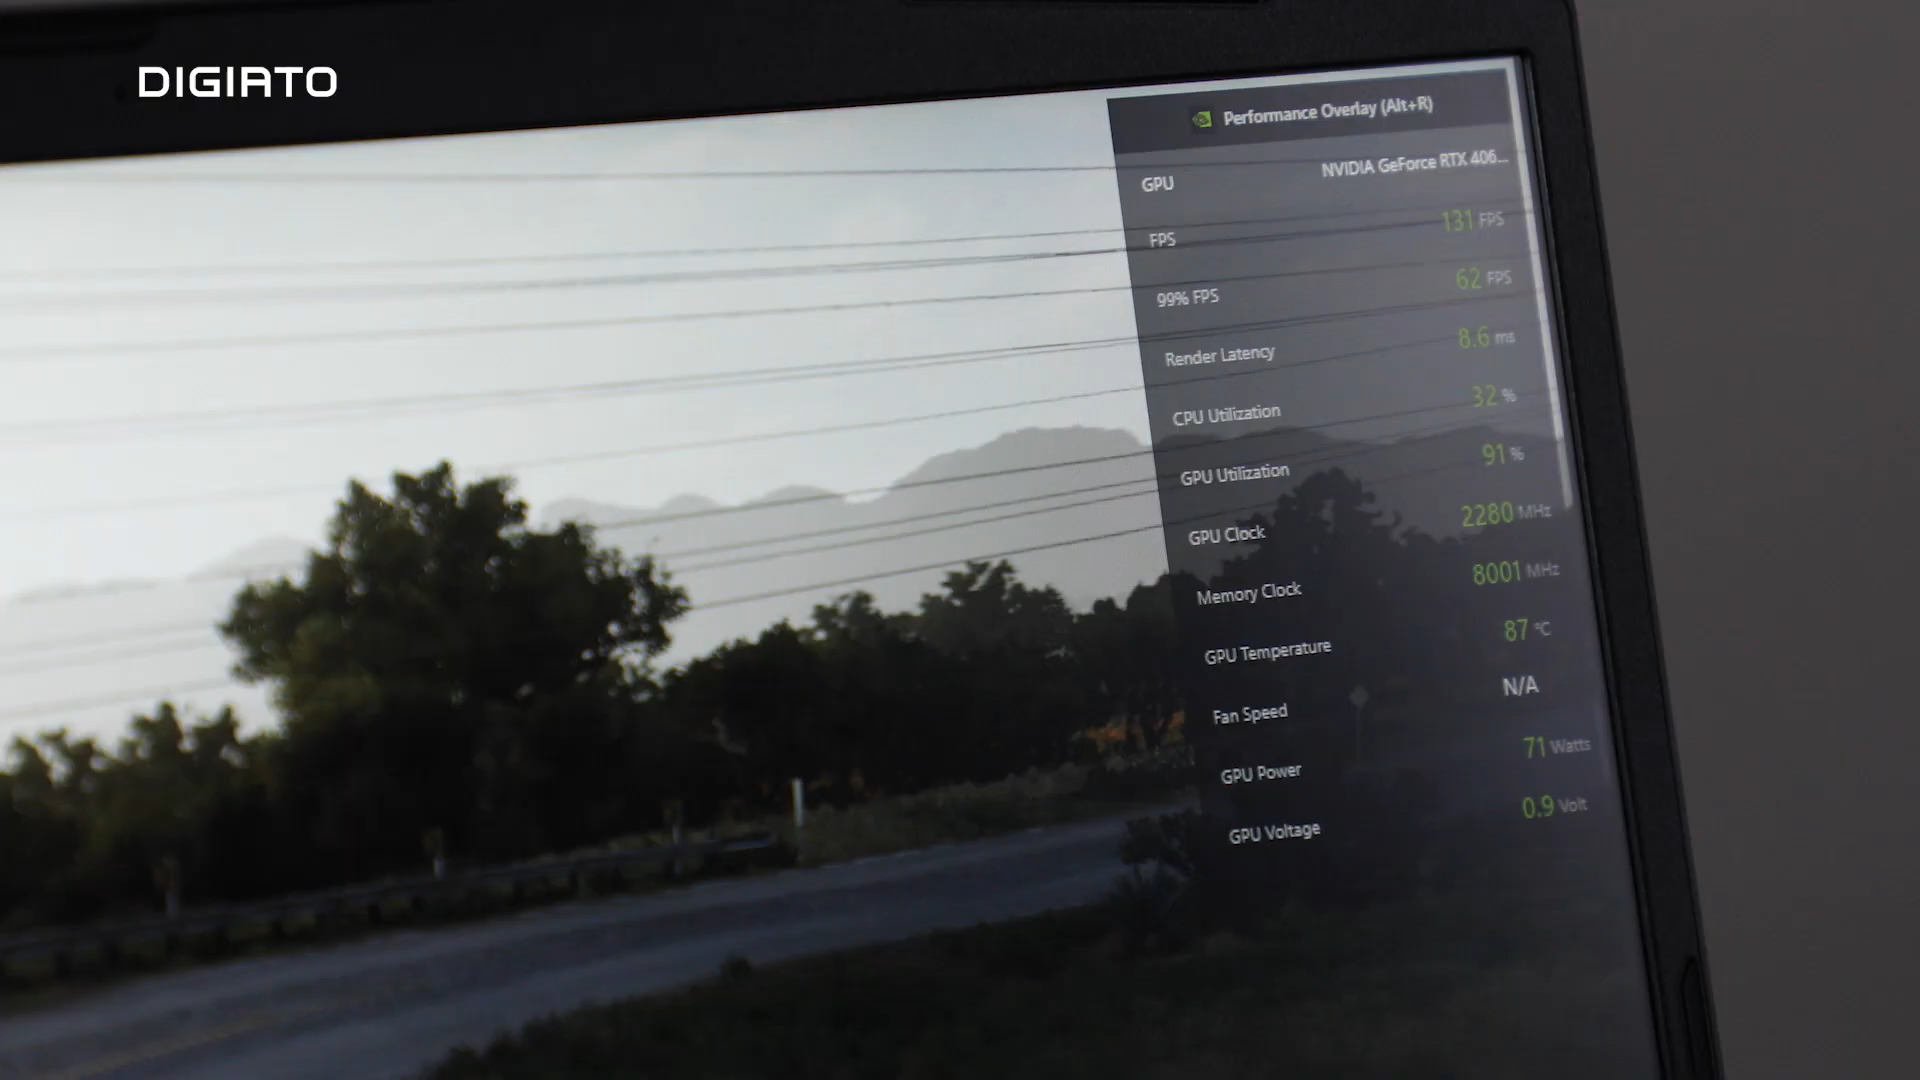 DIGIATO
Performance Overlay (Alt+R)
GPU NVIDIA GeForce RTX 406...
FPS 131 FPS
99% FPS 62 FPS
Render Latency 8.6 ms
CPU Utilization 32 %
GPU Utilization 91 %
GPU Clock 2280 MHz
Memory Clock 8001 MHz
GPU Temperature 87 °C
Fan Speed N/A
GPU Power 71 Watts
GPU Voltage 0.9 Volt